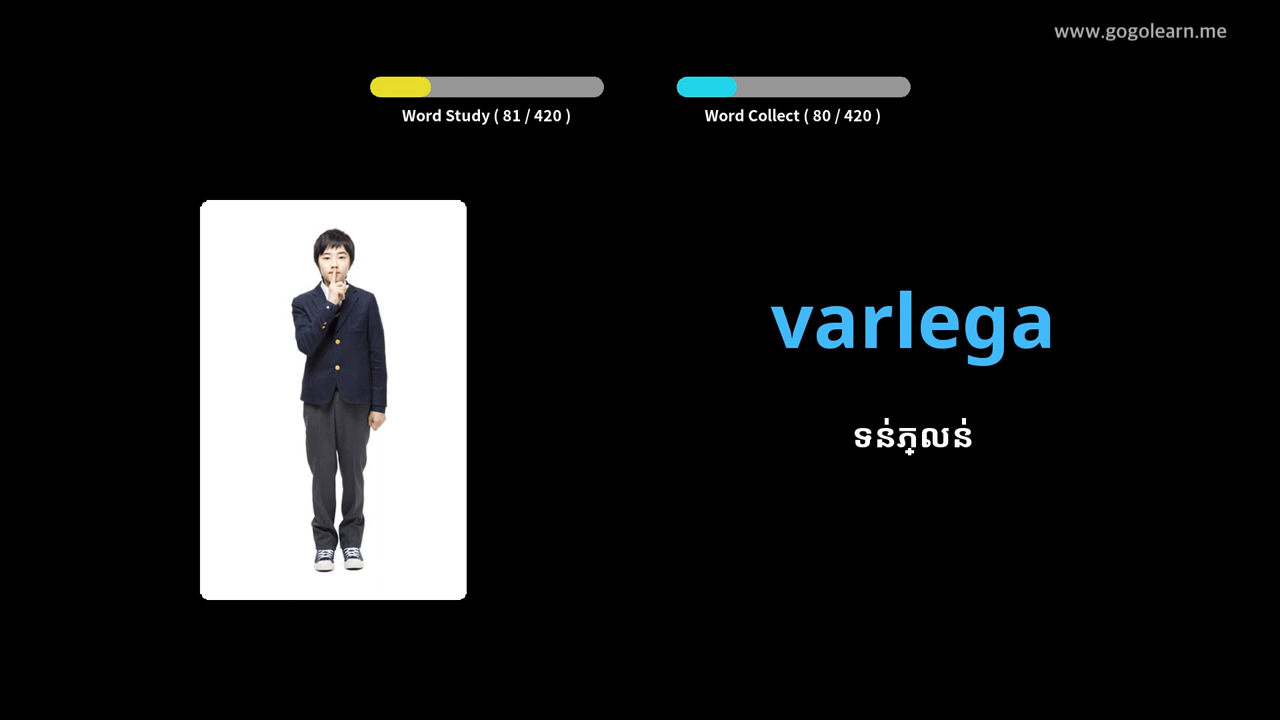 www.gogolearn.me
Word Study ( 81 / 420 )
Word Collect ( 80 / 420 )
varlega
ទន់ភ្លន់